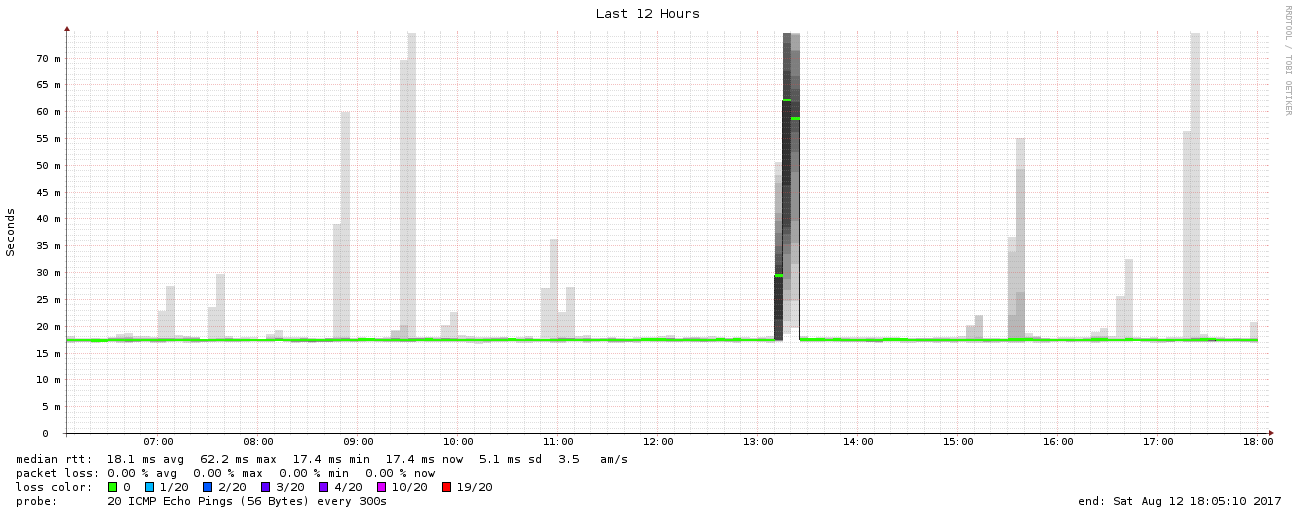 Last 12 Hours
RRDTOOL / TOBI OETIKER
Seconds
70 m
65 m
60 m
55 m
50 m
45 m
40 m
35 m
30 m
25 m
20 m
15 m
10 m
5 m
0
07:00 08:00 09:00 10:00 11:00 12:00 13:00 14:00 15:00 16:00 17:00 18:00
median rtt: 18.1 ms avg 62.2 ms max 17.4 ms min 17.4 ms now 5.1 ms sd 3.5 am/s
packet loss: 0.00 % avg 0.00 % max 0.00 % min 0.00 % now
loss color: 0 1/20 2/20 3/20 4/20 10/20 19/20
probe: 20 ICMP Echo Pings (56 Bytes) every 300s end: Sat Aug 12 18:05:10 2017